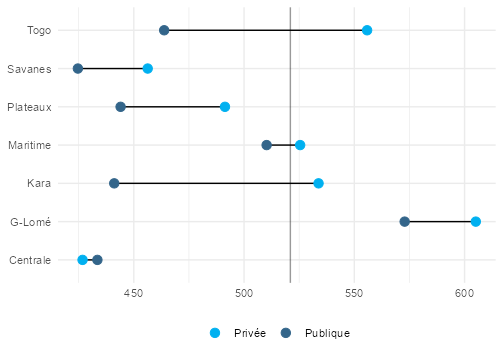 Togo
Savanes
Plateaux
Maritime
Kara
G-Lomé
Centrale
450 500 550 600
Privée Publique